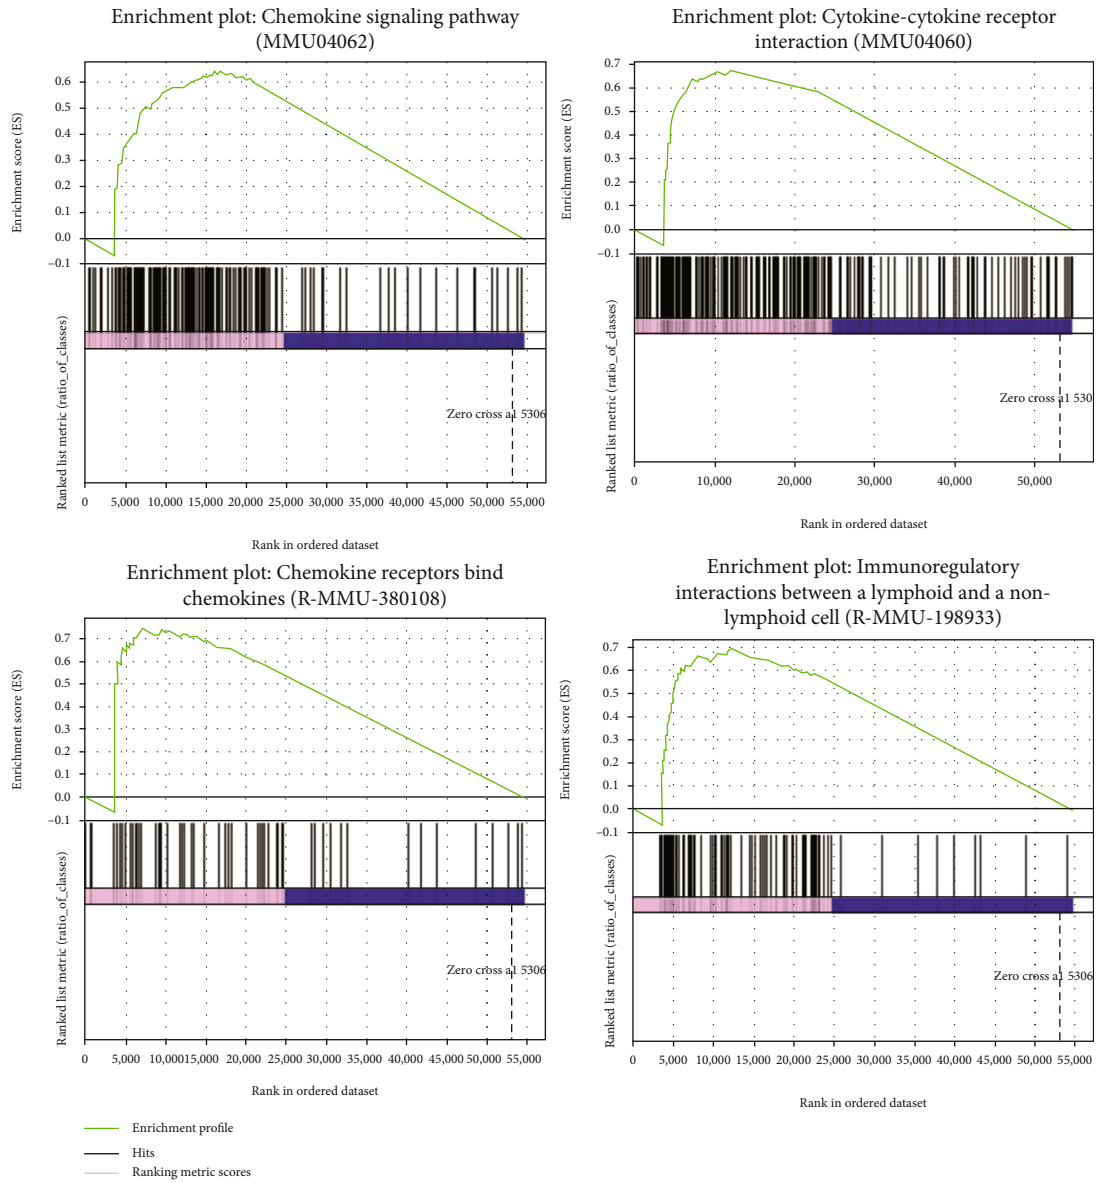 Enrichment plot: Chemokine signaling pathway
(MMU04062)
Enrichment score (ES)
0.6
0.5
0.4
0.3
0.2
0.1
0.0
−0.1
Ranked list metric (ratio_of_classes)
Zero cross a1 5306
0 5,000 10,000 15,000 20,000 25,000 30,000 35,000 40,000 45,000 50,000 55,000
Rank in ordered dataset
Enrichment plot: Cytokine-cytokine receptor
interaction (MMU04060)
Enrichment score (ES)
0.7
0.6
0.5
0.4
0.3
0.2
0.1
0.0
−0.1
Ranked list metric (ratio_of_classes)
Zero cross a1 530
0 10,000 20,000 30,000 40,000 50,000
Rank in ordered dataset
Enrichment plot: Chemokine receptors bind
chemokines (R-MMU-380108)
Enrichment score (ES)
0.7
0.6
0.5
0.4
0.3
0.2
0.1
0.0
−0.1
Ranked list metric (ratio_of_classes)
Zero cross a1 5306
0 5,000 10,000 15,000 20,000 25,000 30,000 35,000 40,000 45,000 50,000 55,000
Rank in ordered dataset
Enrichment plot: Immunoregulatory
interactions between a lymphoid and a non-
lymphoid cell (R-MMU-198933)
Enrichment score (ES)
0.7
0.6
0.5
0.4
0.3
0.2
0.1
0.0
−0.1
Ranked list metric (ratio_of_classes)
Zero cross a1 5306
0 5,000 10,000 15,000 20,000 25,000 30,000 35,000 40,000 45,000 50,000 55,000
Rank in ordered dataset
Enrichment profile
Hits
Ranking metric scores